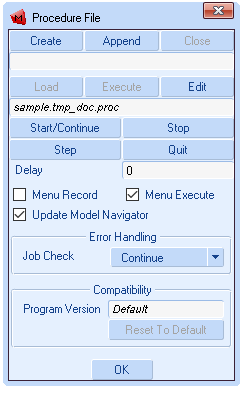 Procedure File
Create Append Close
Load Execute Edit
sample.tmp_doc.proc
Start/Continue Stop
Step Quit
Delay 0
Menu Record Menu Execute
Update Model Navigator
Error Handling
Job Check Continue
Compatibility
Program Version Default
Reset To Default
OK